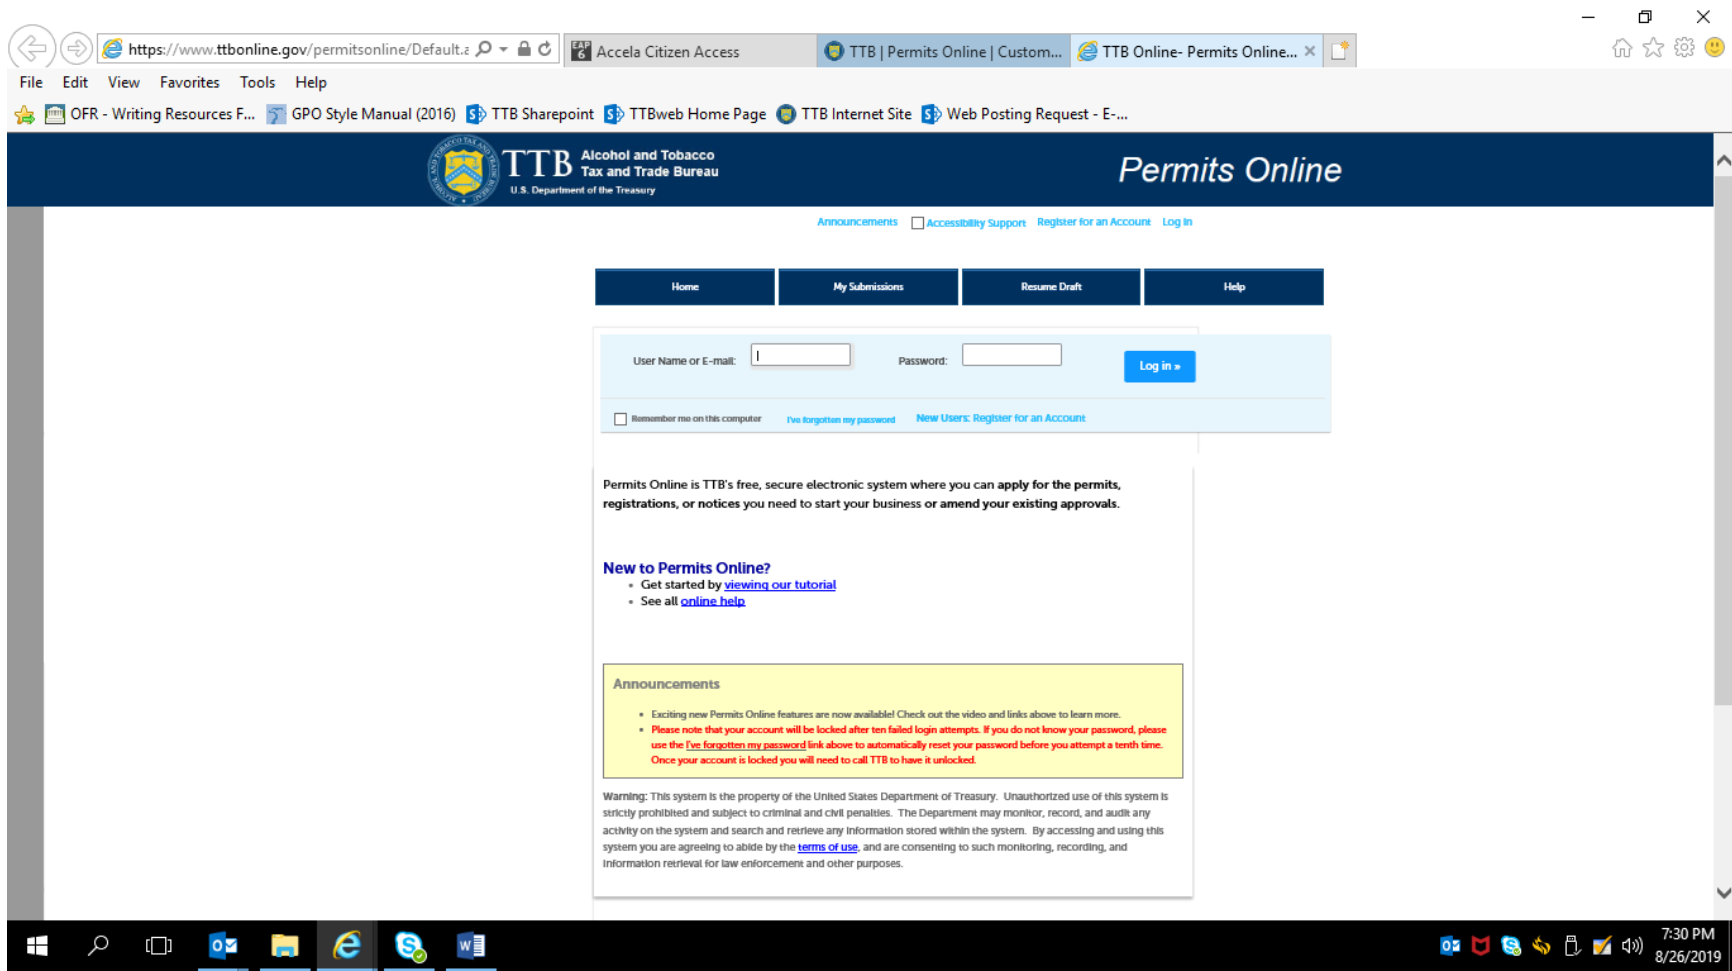 https://www.ttbonline.gov/permitsonline/Default.a
Accela Citizen Access
TTB | Permits Online | Custom...
TTB Online- Permits Online...
File Edit View Favorites Tools Help
OFR - Writing Resources F... GPO Style Manual (2016) TTB Sharepoint TTBweb Home Page TTB Internet Site Web Posting Request - E-...
TTB Alcohol and Tobacco
Tax and Trade Bureau
U.S. Department of the Treasury
Permits Online
Announcements Accessibility Support Register for an Account Log In
Home My Submissions Resume Draft Help
User Name or E-mail: Password: Log in »
Remember me on this computer I've forgotten my password New Users: Register for an Account
Permits Online is TTB's free, secure electronic system where you can apply for the permits,
registrations, or notices you need to start your business or amend your existing approvals.
New to Permits Online?
Get started by viewing our tutorial
See all online help
Announcements
Exciting new Permits Online features are now available! Check out the video and links above to learn more.
Please note that your account will be locked after ten failed login attempts. If you do not know your password, please
use the I've forgotten my password link above to automatically reset your password before you attempt a tenth time.
Once your account is locked you will need to call TTB to have it unlocked.
Warning: This system is the property of the United States Department of Treasury. Unauthorized use of this system is
strictly prohibited and subject to criminal and civil penalties. The Department may monitor, record, and audit any
activity on the system and search and retrieve any information stored within the system. By accessing and using this
system you are agreeing to abide by the terms of use, and are consenting to such monitoring, recording, and
information retrieval for law enforcement and other purposes.
7:30 PM
8/26/2019